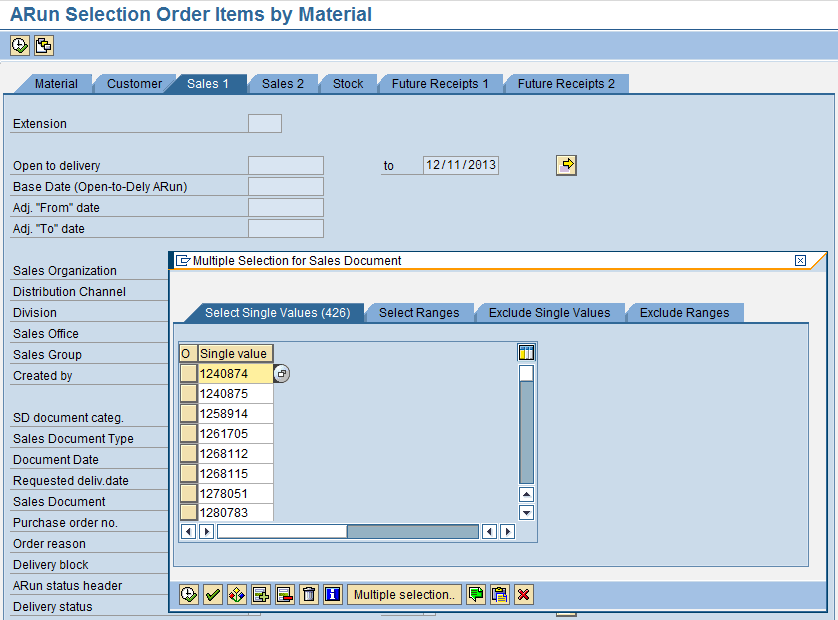 ARun Selection Order Items by Material
Material Customer Sales 1 Sales 2 Stock Future Receipts 1 Future Receipts 2
Extension
Open to delivery to 12/11/2013
Base Date (Open-to-Dely ARun)
Adj. "From" date
Adj. "To" date
Sales Organization
Distribution Channel
Division
Sales Office
Sales Group
Created by
SD document categ.
Sales Document Type
Document Date
Requested deliv.date
Sales Document
Purchase order no.
Order reason
Delivery block
ARun status header
Delivery status
Multiple Selection for Sales Document
Select Single Values (426) Select Ranges Exclude Single Values Exclude Ranges
O Single value
1240874
1240875
1258914
1261705
1268112
1268115
1278051
1280783
Multiple selection..